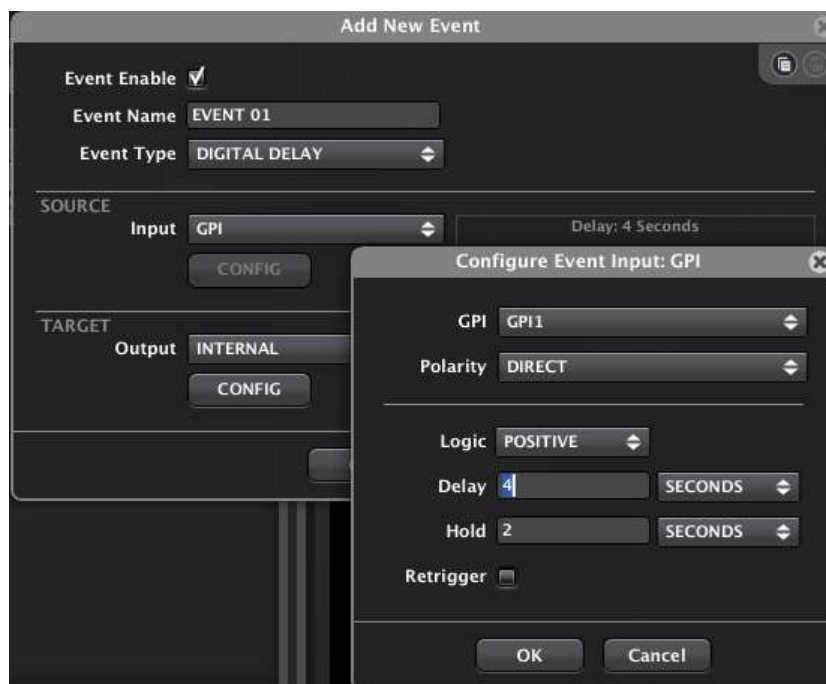 Add New Event
Event Enable
Event Name EVENT 01
Event Type DIGITAL DELAY
SOURCE
Input GPI
Delay: 4 Seconds
CONFIG
TARGET
Output INTERNAL
CONFIG
Configure Event Input: GPI
GPI GPI1
Polarity DIRECT
Logic POSITIVE
Delay 4 SECONDS
Hold 2 SECONDS
Retrigger
OK Cancel